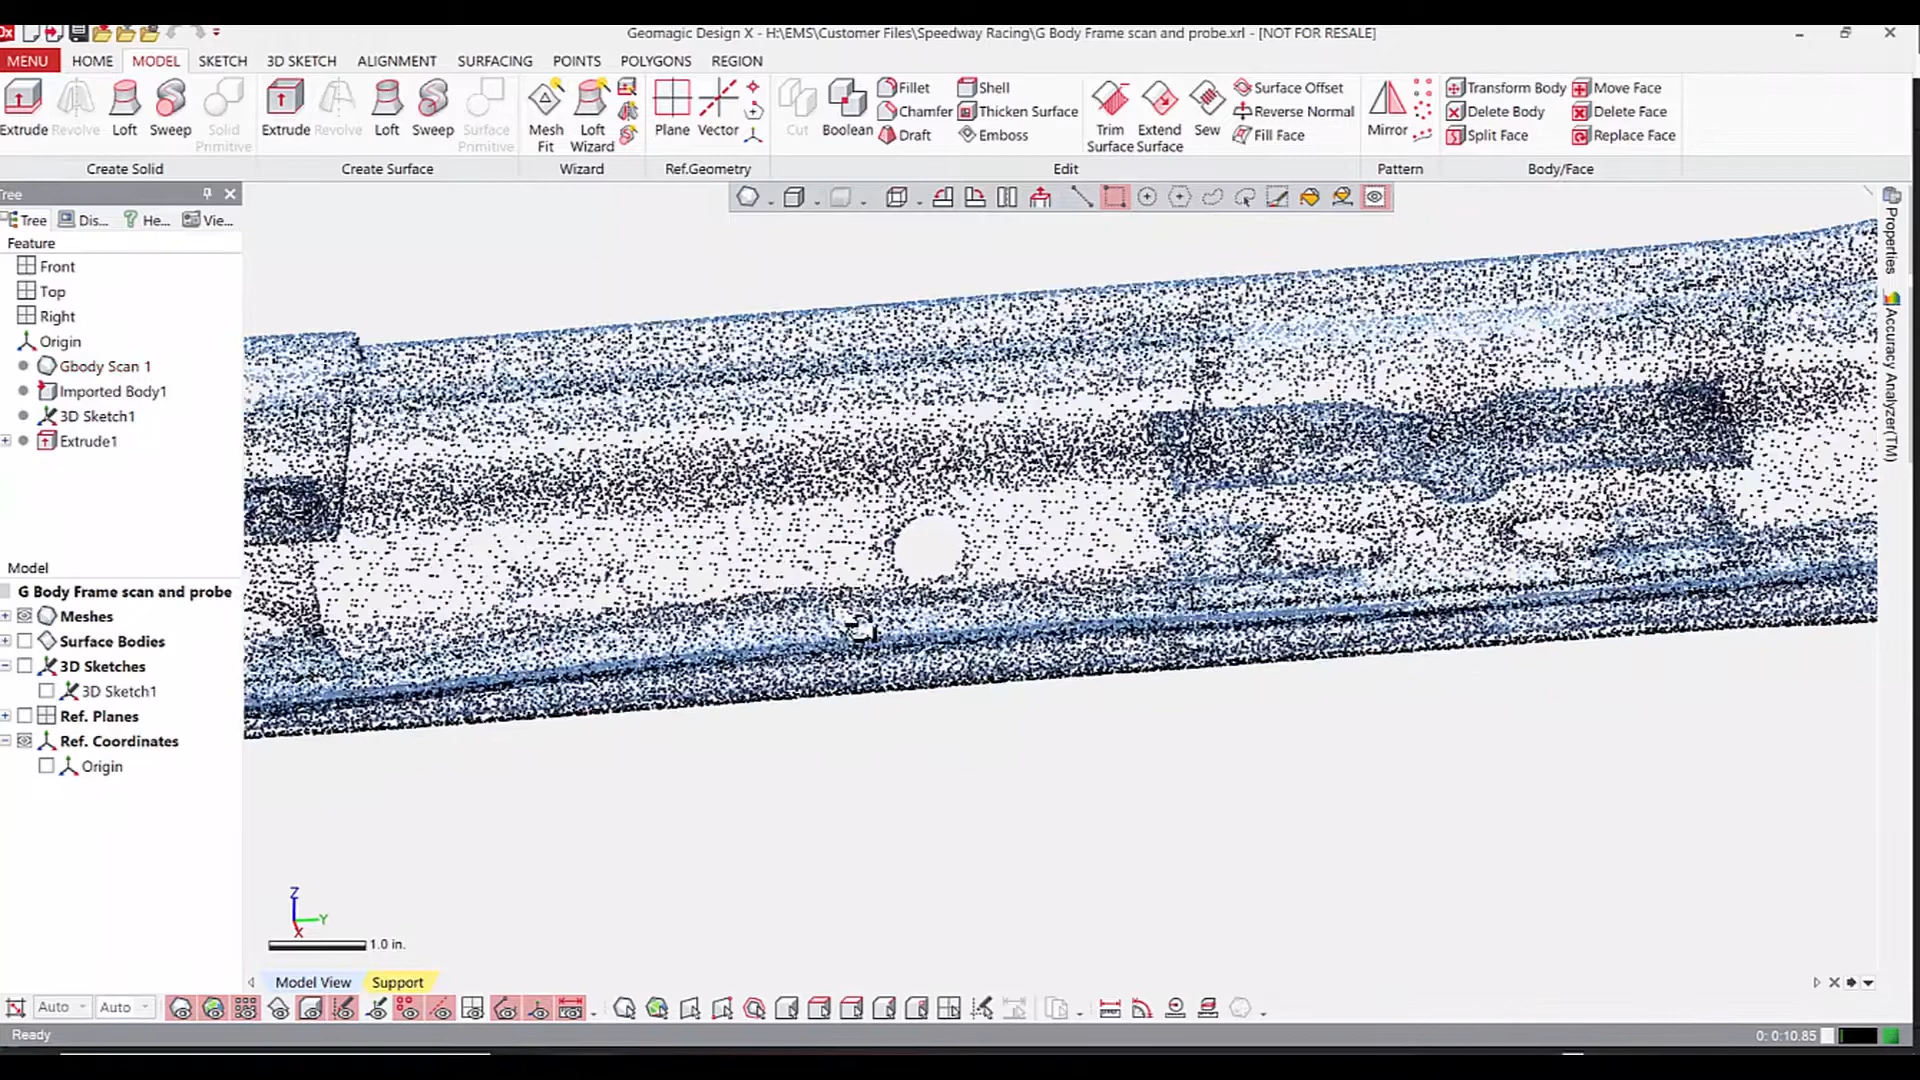 Geomagic Design X - H:\EMS\Customer Files\Speedway Racing\G Body Frame scan and probe.xrl - [NOT FOR RESALE]
MENU HOME MODEL SKETCH 3D SKETCH ALIGNMENT SURFACING POINTS POLYGONS REGION
Extrude Revolve Loft Sweep Solid Primitive
Create Solid
Extrude Revolve Loft Sweep Surface Primitive
Create Surface
Mesh Fit Loft Wizard
Wizard
Plane Vector
Ref.Geometry
Cut Boolean
Fillet Shell
Chamfer Thicken Surface
Draft Emboss
Trim Surface Extend Surface Sew
Surface Offset
Reverse Normal
Fill Face
Edit
Mirror
Pattern
Transform Body Move Face
Delete Body Delete Face
Split Face Replace Face
Body/Face
Tree
Tree Dis... He... Vie...
Feature
Front
Top
Right
Origin
Gbody Scan 1
Imported Body1
3D Sketch1
Extrude1
Model
G Body Frame scan and probe
Meshes
Surface Bodies
3D Sketches
3D Sketch1
Ref. Planes
Ref. Coordinates
Origin
Properties
Accuracy Analyzer(TM)
Z
Y
X
1.0 in.
Model View Support
Auto Auto
Ready
0: 0:10.85